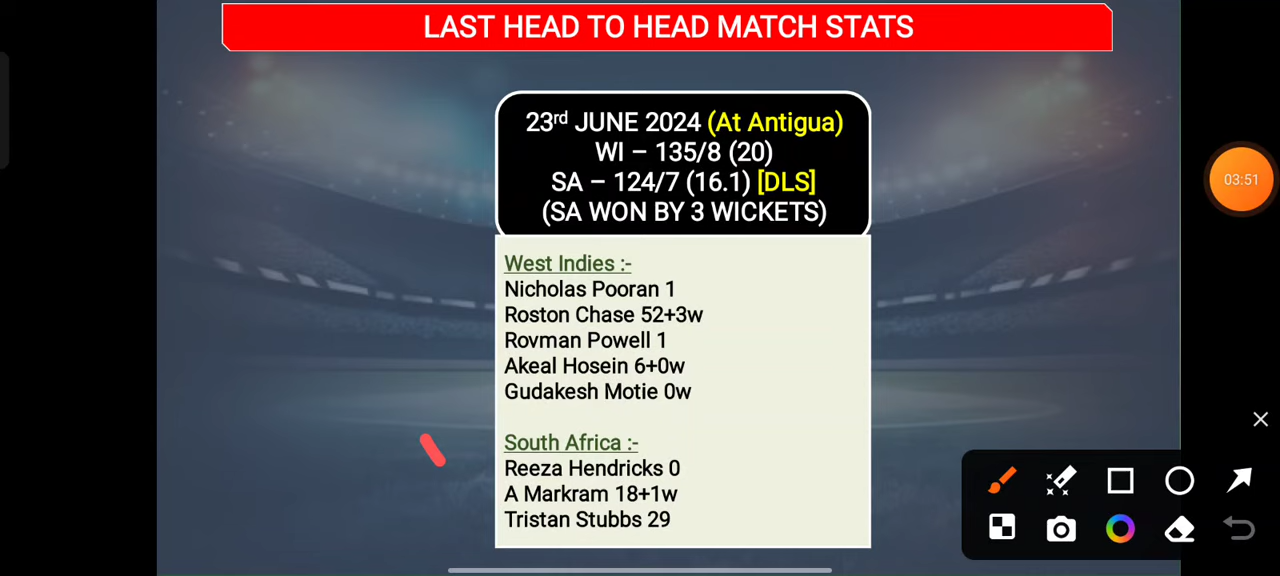 LAST HEAD TO HEAD MATCH STATS
23rd JUNE 2024 (At Antigua)
WI – 135/8 (20)
SA – 124/7 (16.1) [DLS]
(SA WON BY 3 WICKETS)
West Indies :-
Nicholas Pooran 1
Roston Chase 52+3w
Rovman Powell 1
Akeal Hosein 6+0w
Gudakesh Motie 0w
South Africa :-
Reeza Hendricks 0
A Markram 18+1w
Tristan Stubbs 29
03:51